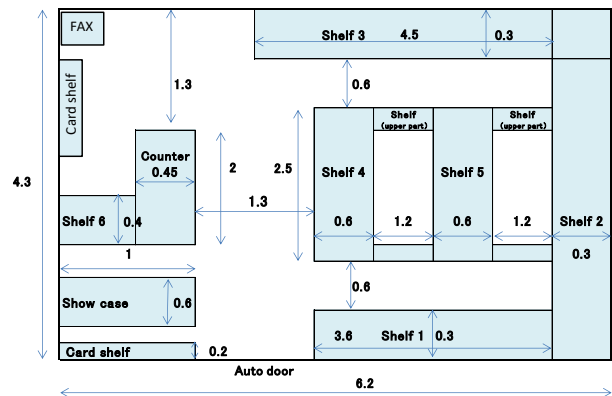 FAX
Shelf 3
4.5
0.3
Card shelf
1.3
0.6
Shelf
(upper part)
Shelf
(upper part)
Counter
0.45
2
2.5
4.3
Shelf 4
Shelf 5
1.3
Shelf 6
0.4
0.6
1.2
0.6
1.2
Shelf 2
0.3
1
Show case
0.6
0.6
3.6
Shelf 1
0.3
Card shelf
0.2
Auto door
6.2